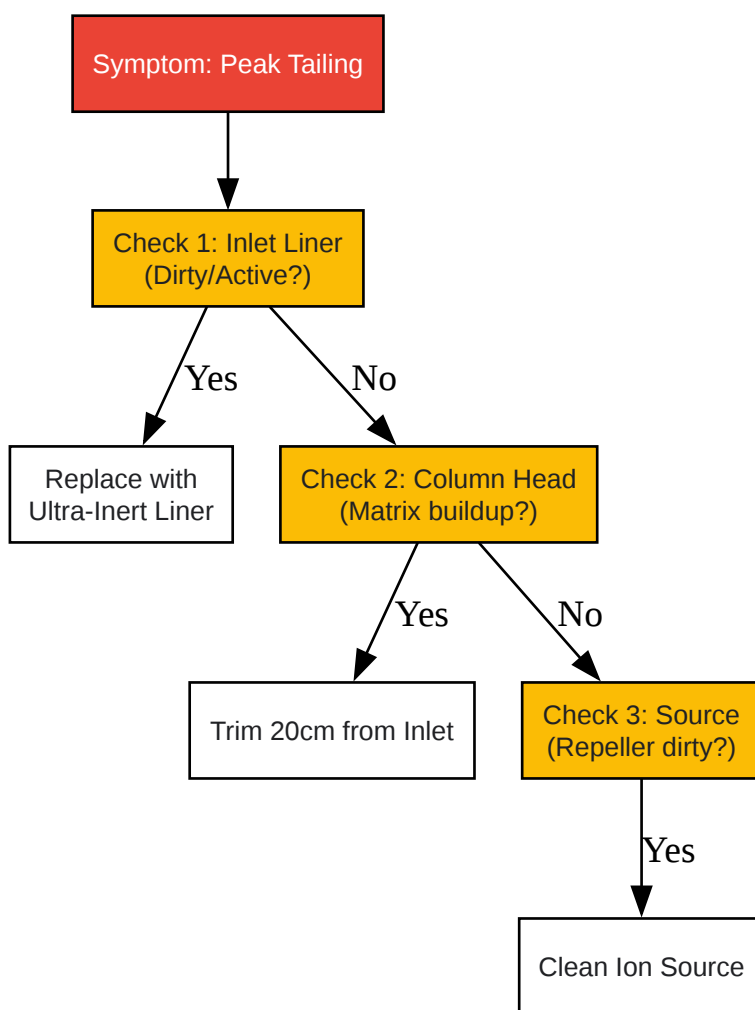 Symptom: Peak Tailing
Check 1: Inlet Liner
(Dirty/Active?)
Yes
No
Replace with
Ultra-Inert Liner
Check 2: Column Head
(Matrix buildup?)
Yes
No
Trim 20cm from Inlet
Check 3: Source
(Repeller dirty?)
Yes
Clean Ion Source